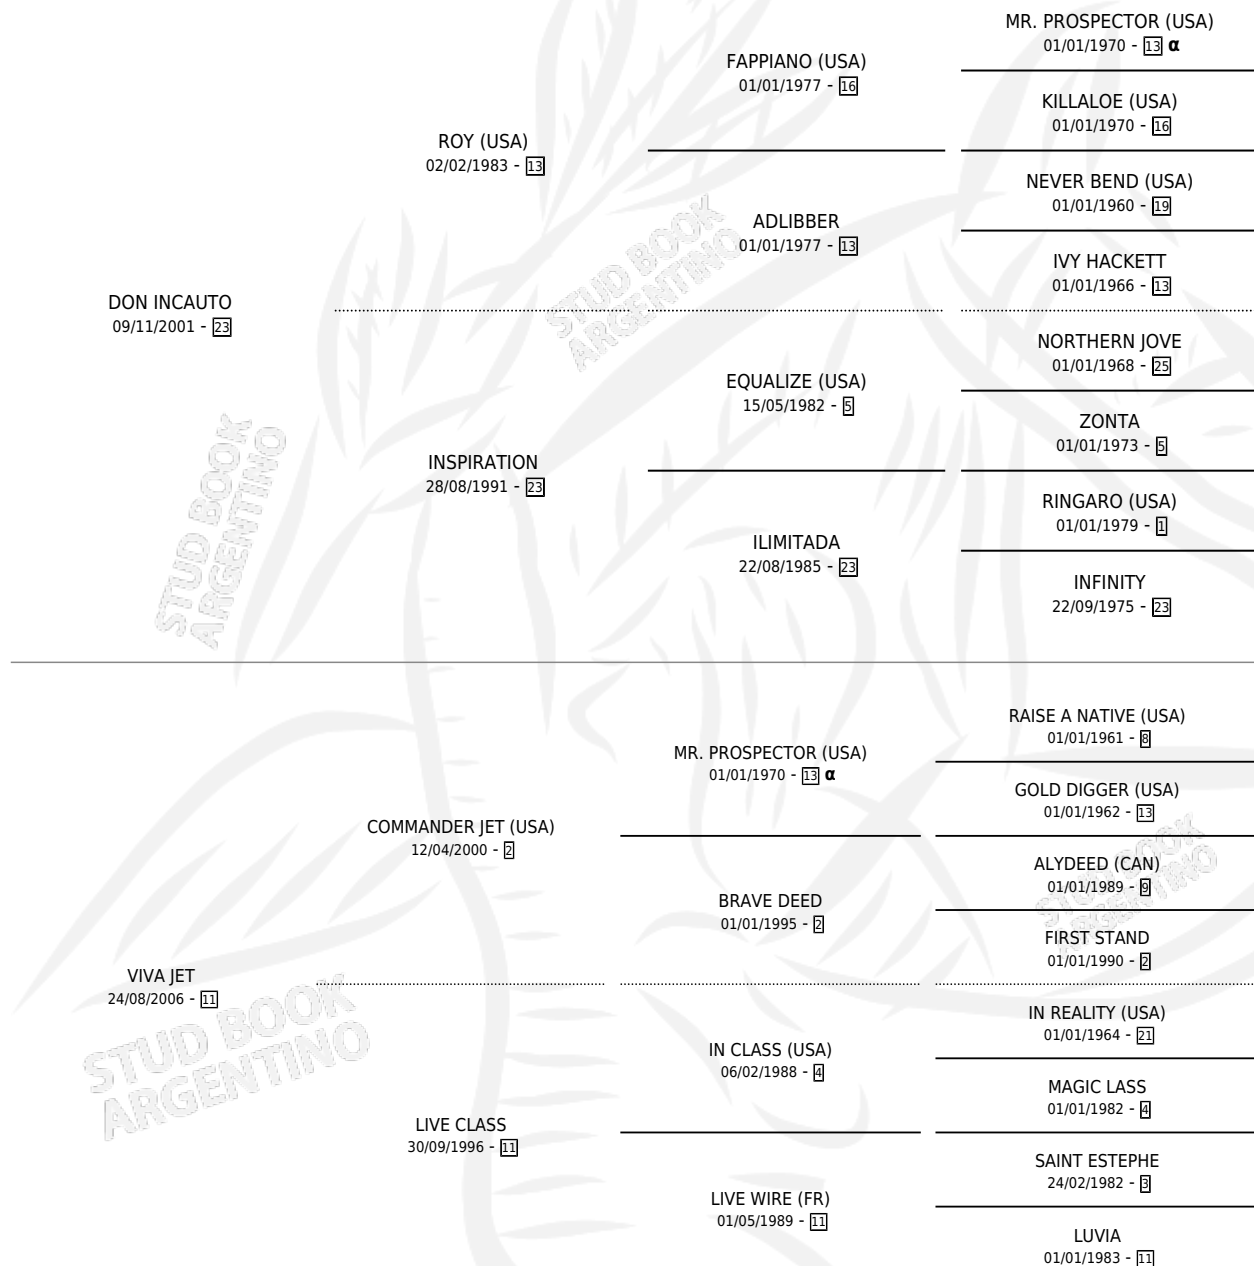 MR. PROSPECTOR (USA)
01/01/1970 - 13 α
FAPPIANO (USA)
01/01/1977 - 16
KILLALOE (USA)
01/01/1970 - 16
ROY (USA)
02/02/1983 - 13
NEVER BEND (USA)
01/01/1960 - 19
ADLIBBER
01/01/1977 - 13
IVY HACKETT
01/01/1966 - 13
DON INCAUTO
09/11/2001 - 23
NORTHERN JOVE
01/01/1968 - 25
EQUALIZE (USA)
15/05/1982 - 5
ZONTA
01/01/1973 - 5
INSPIRATION
28/08/1991 - 23
RINGARO (USA)
01/01/1979 - 1
ILIMITADA
22/08/1985 - 23
INFINITY
22/09/1975 - 23
RAISE A NATIVE (USA)
01/01/1961 - 8
MR. PROSPECTOR (USA)
01/01/1970 - 13 α
GOLD DIGGER (USA)
01/01/1962 - 13
COMMANDER JET (USA)
12/04/2000 - 2
ALYDEED (CAN)
01/01/1989 - 9
BRAVE DEED
01/01/1995 - 2
FIRST STAND
01/01/1990 - 2
VIVA JET
24/08/2006 - 11
IN REALITY (USA)
01/01/1964 - 21
IN CLASS (USA)
06/02/1988 - 4
MAGIC LASS
01/01/1982 - 4
LIVE CLASS
30/09/1996 - 11
SAINT ESTEPHE
24/02/1982 - 3
LIVE WIRE (FR)
01/05/1989 - 11
LUVIA
01/01/1983 - 11
STUD BOOK
ARGENTINO
STUD BOOK
ARGENTINO
STUD BOOK
ARGENTINO
STUD BOOK
ARGENTINO